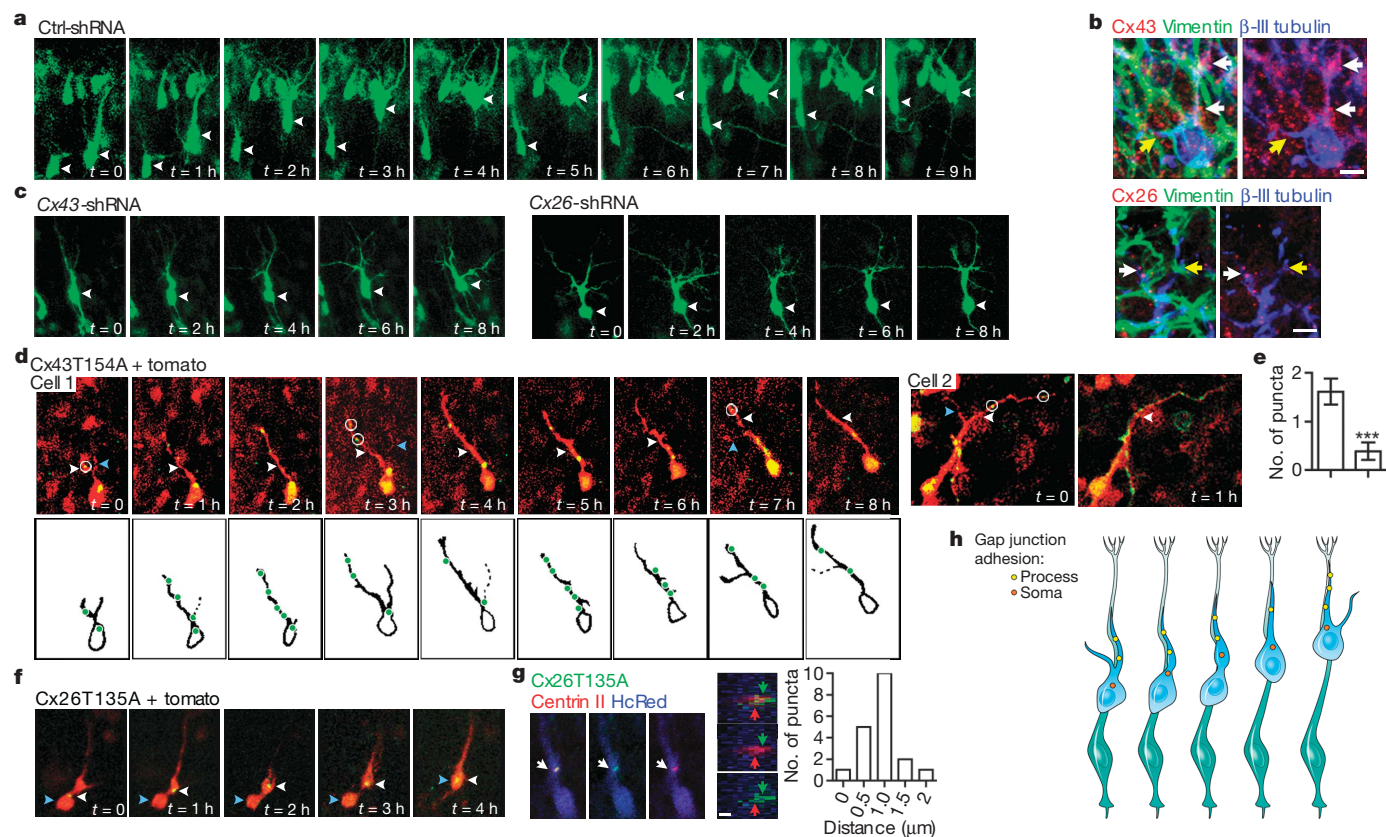 a
Ctrl-shRNA
t = 0
t = 1 h
t = 2 h
t = 3 h
t = 4 h
t = 5 h
t = 6 h
t = 7 h
t = 8 h
t = 9 h
b
Cx43 Vimentin β-III tubulin
Cx26 Vimentin β-III tubulin
c
Cx43-shRNA
t = 0
t = 2 h
t = 4 h
t = 6 h
t = 8 h
Cx26-shRNA
t = 0
t = 2 h
t = 4 h
t = 6 h
t = 8 h
d
Cx43T154A + tomato
Cell 1
t = 0
t = 1 h
t = 2 h
t = 3 h
t = 4 h
t = 5 h
t = 6 h
t = 7 h
t = 8 h
Cell 2
t = 0
t = 1 h
e
No. of puncta
2
1
0
***
f
Cx26T135A + tomato
t = 0
t = 1 h
t = 2 h
t = 3 h
t = 4 h
g
Cx26T135A
Centrin II HcRed
No. of puncta
10
8
6
4
2
0
0
0.5
1.0
1.5
2
Distance (μm)
h
Gap junction
adhesion:
Process
Soma